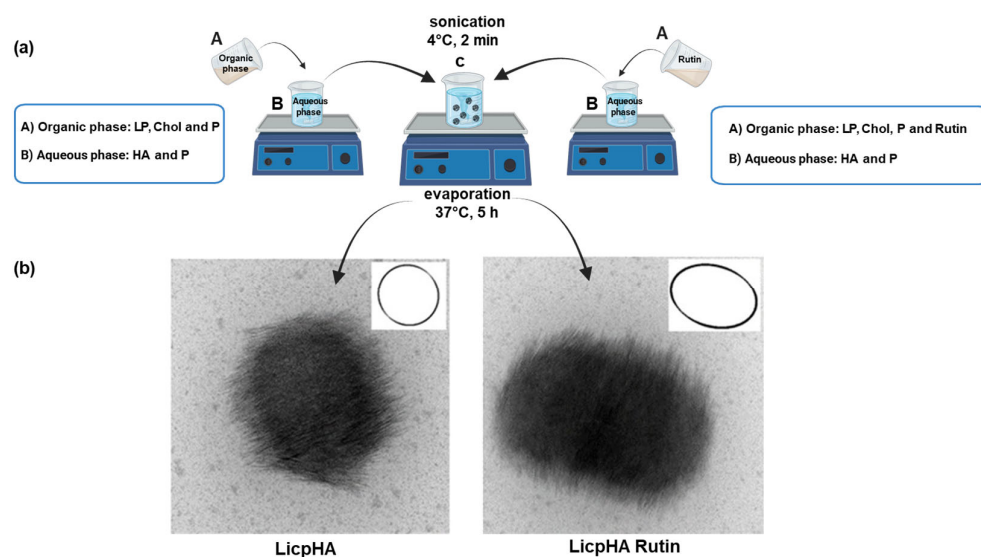 (a)
sonication
4°C, 2 min
A
Organic
phase
B
Aqueous
phase
c
A
Rutin
B
Aqueous
phase
A) Organic phase: LP, Chol and P
B) Aqueous phase: HA and P
A) Organic phase: LP, Chol, P and Rutin
B) Aqueous phase: HA and P
evaporation
37°C, 5 h
(b)
LicpHA
LicpHA Rutin